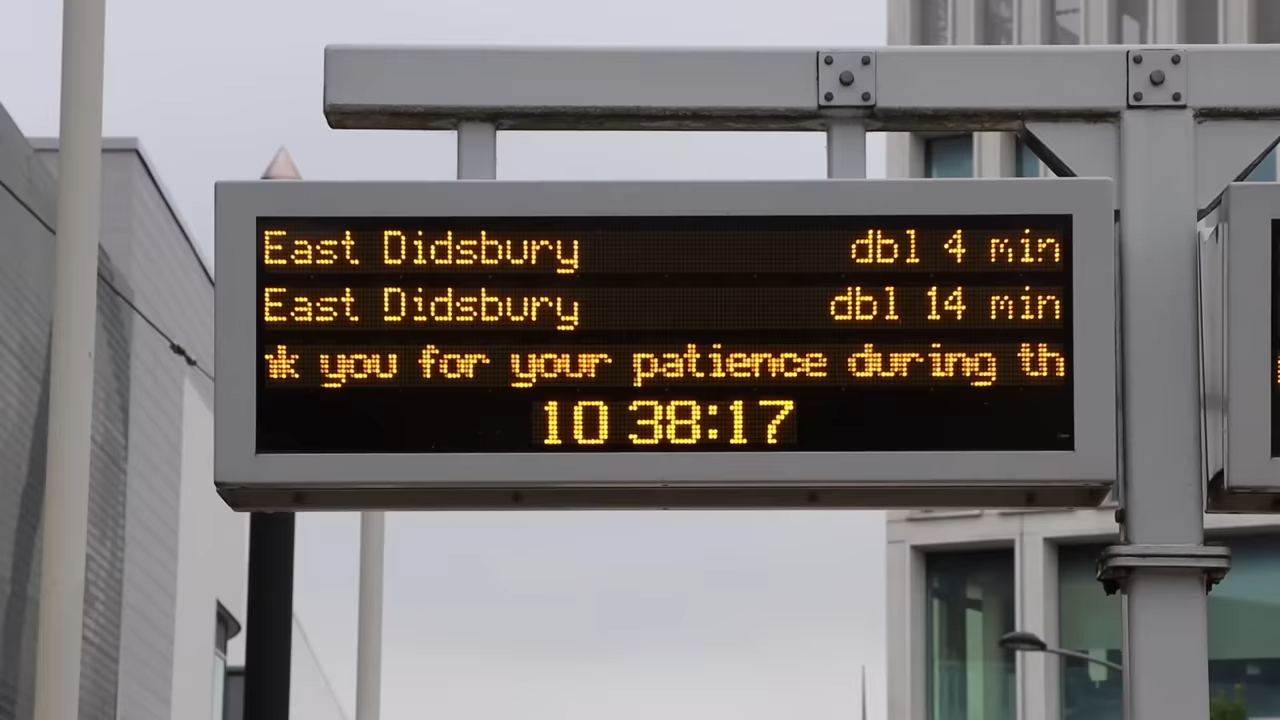 East Didsbury dbl 4 min
East Didsbury dbl 14 min
k you for your patience during th
10 38:17